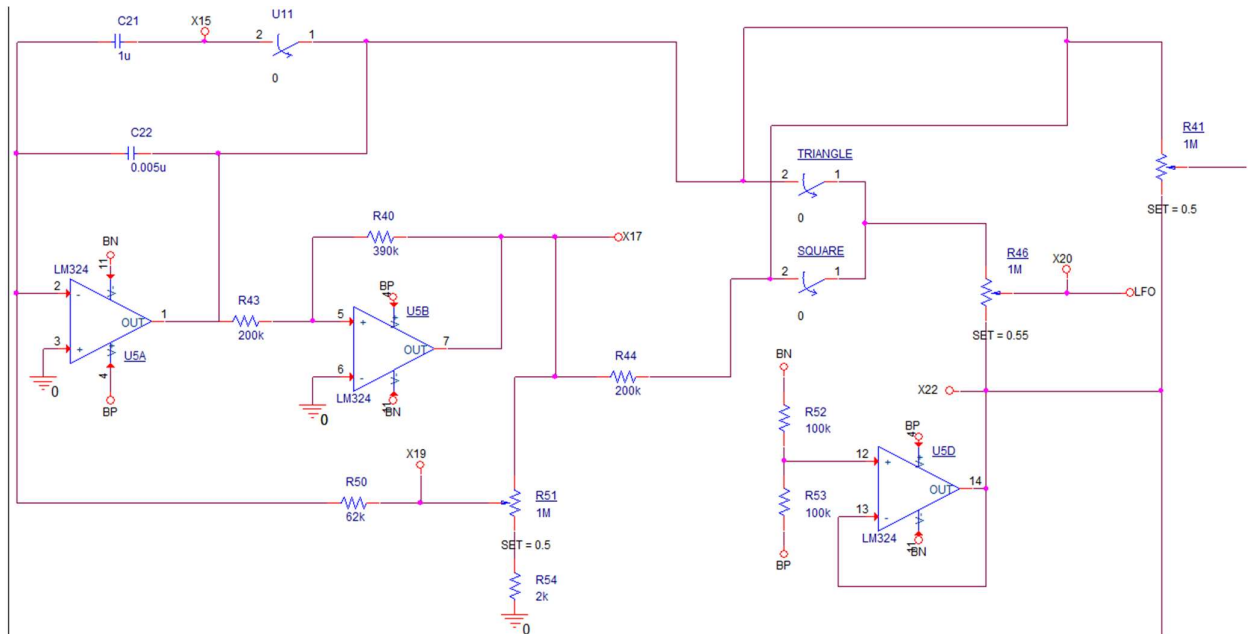 C21
1u
X15
2
U11
1
0
C22
0.005u
R41
1M
SET = 0.5
TRIANGLE
2
1
0
R40
390k
X17
SQUARE
2
1
0
R46
1M
SET = 0.55
X20
LFO
BN
11
LM324
2
-
V-
OUT
1
3
+
V+
U5A
4
BP
0
R43
200k
BP
4
U5B
5
+
V+
OUT
7
6
-
V-
LM324
11
BN
0
R44
200k
BN
X22
R52
100k
BP
4
U5D
12
+
V+
OUT
14
13
-
V-
LM324
11
BN
R53
100k
BP
X19
R50
62k
R51
1M
SET = 0.5
R54
2k
0